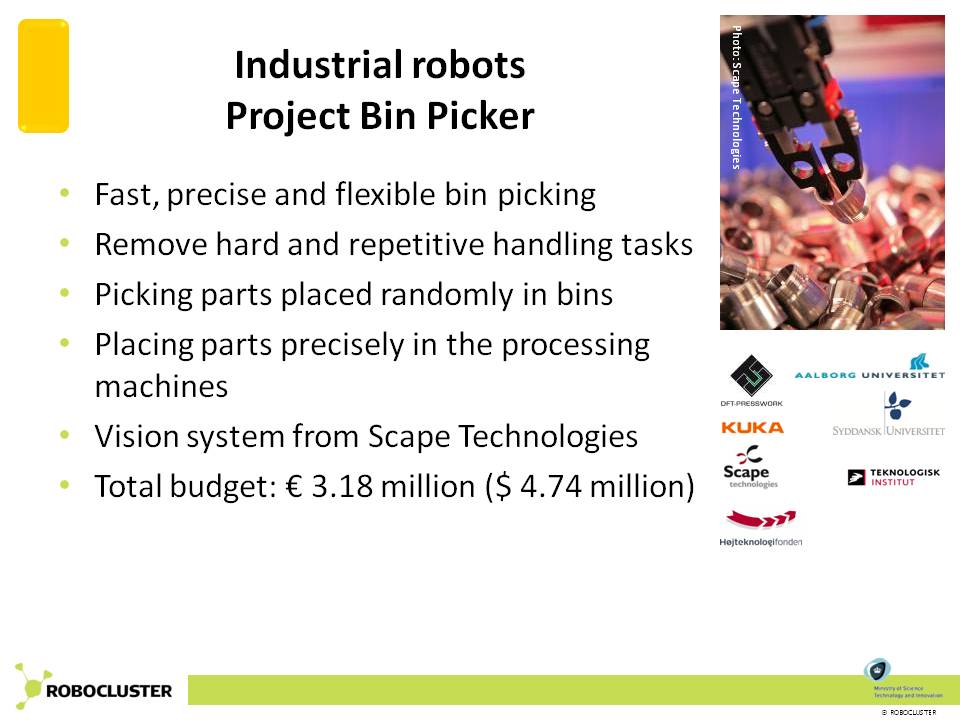 Industrial robots
Project Bin Picker
Photo: Scape Technologies
• Fast, precise and flexible bin picking
• Remove hard and repetitive handling tasks
• Picking parts placed randomly in bins
• Placing parts precisely in the processing
machines
• Vision system from Scape Technologies
• Total budget: € 3.18 million ($ 4.74 million)
DFT-PRESSWORK
AALBORG UNIVERSITET
KUKA
SYDDANSK UNIVERSITET
Scape
technologies
TEKNOLOGISK
INSTITUT
Højteknologifonden
ROBOCLUSTER
Ministry of Science
Technology and Innovation
© ROBOCLUSTER